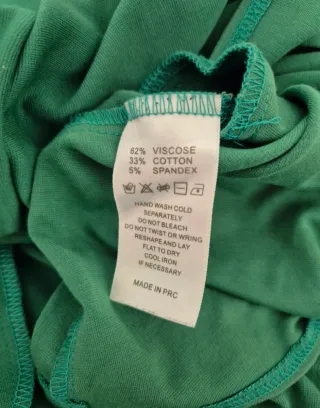 62% VISCOSE
33% COTTON
5% SPANDEX
HAND WASH COLD
SEPARATELY
DO NOT BLEACH
DO NOT TWIST OR WRING
RESHAPE AND LAY
FLAT TO DRY
COOL IRON
IF NECESSARY
MADE IN PRC